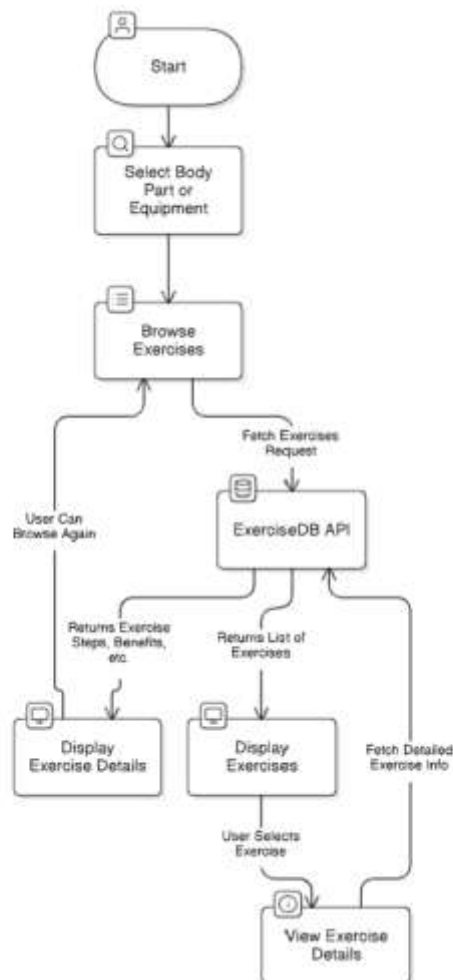 Start
Select Body
Part or
Equipment
Browse
Exercises
Fetch Exercises
Request
User Can
Browse Again
ExerciseDB API
Returns Exercise
Steps, Benefits,
etc.
Returns List of
Exercises
Display
Exercise Details
Display
Exercises
Fetch Detailed
Exercise Info
User Selects
Exercise
View Exercise
Details